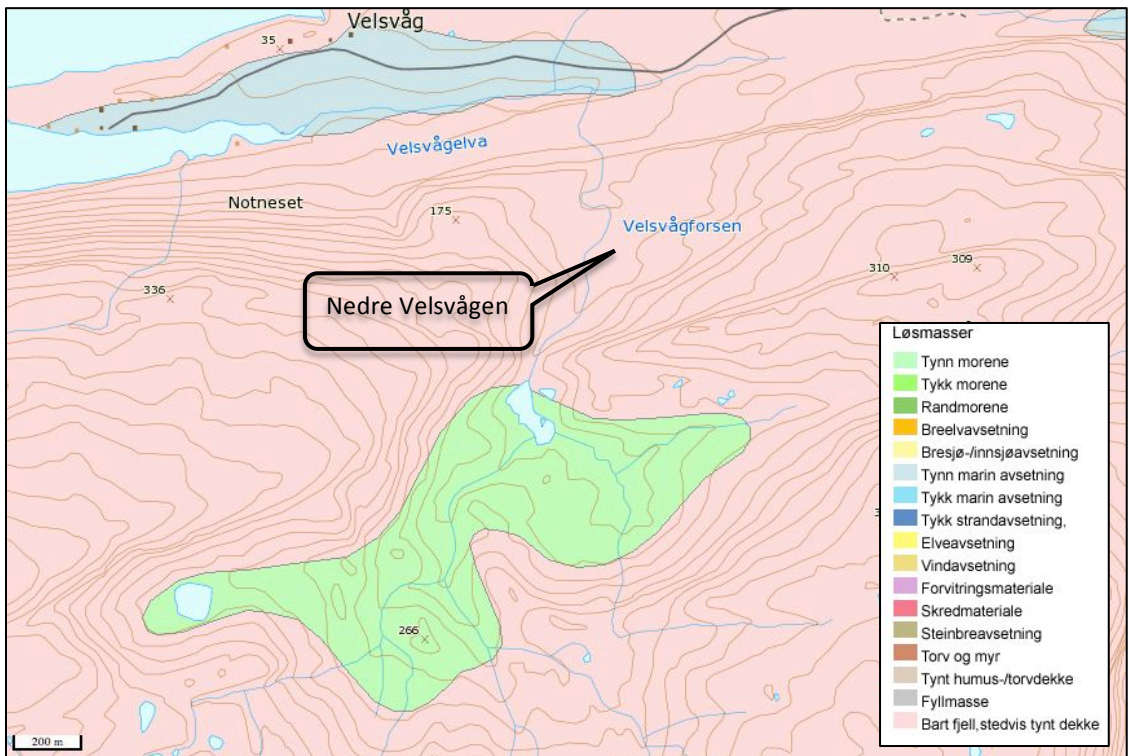 Velsvåg
35
Velsvågelva
Notneset
175
Velsvågforsen
309
310
336
Nedre Velsvågen
266
200 m
Løsmasser
Tynn morene
Tykk morene
Randmorene
Breelvavsetning
Bresjø-/innsjøavsetning
Tynn marin avsetning
Tykk marin avsetning
Tykk strandavsetning,
Elveavsetning
Vindavsetning
Forvitringsmateriale
Skredmateriale
Steinbreavsetning
Torv og myr
Tynt humus-/torvdekke
Fyllmasse
Bart fjell,stedvis tynt dekke